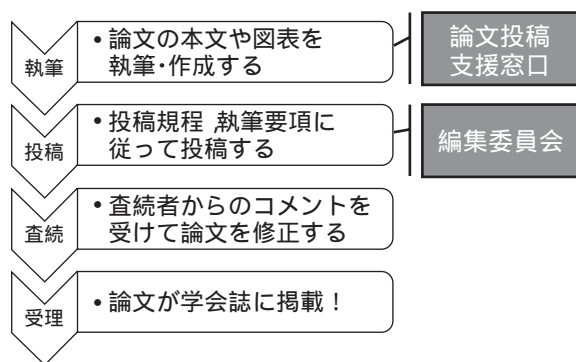 執筆
• 論文の本文や図表を
執筆・作成する
論文投稿
支援窓口
投稿
• 投稿規程,執筆要項に
従って投稿する
編集委員会
査続
• 査続者からのコメントを
受けて論文を修正する
受理
• 論文が学会誌に掲載!